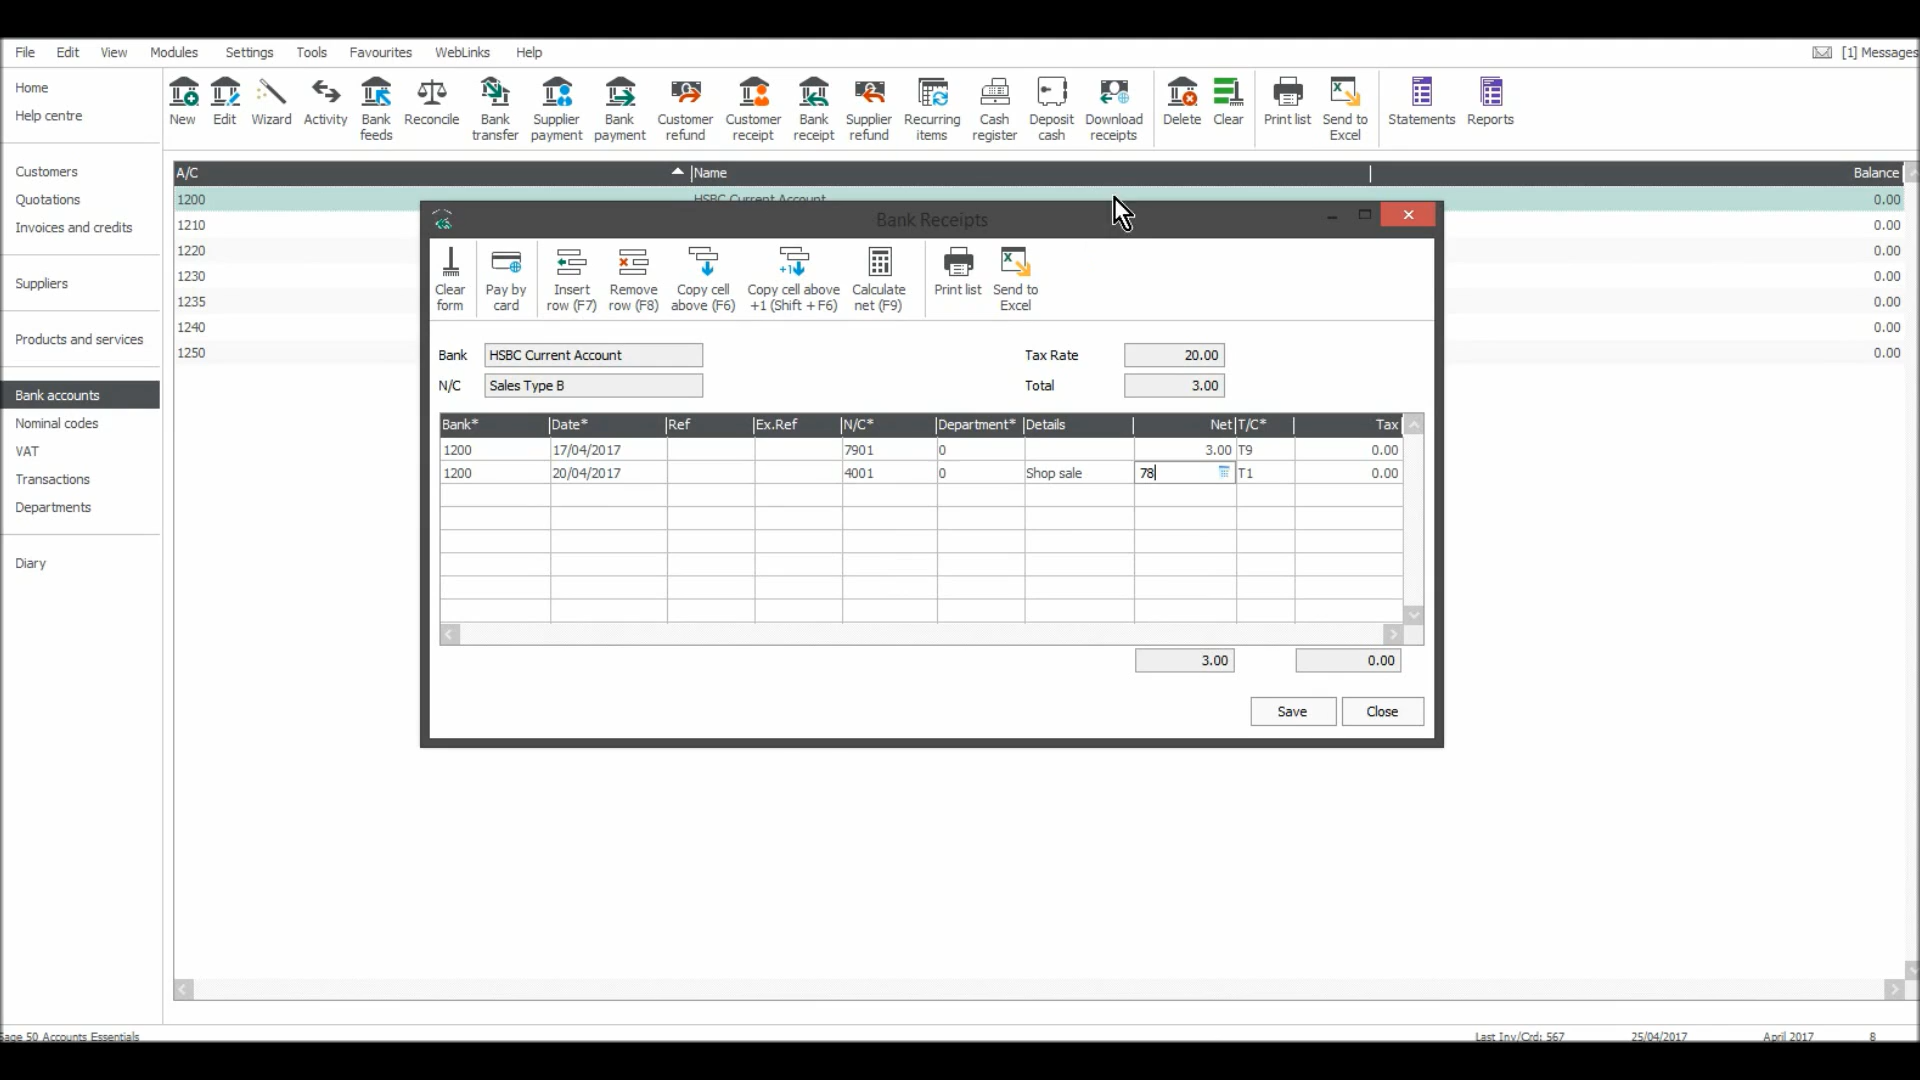 File Edit View Modules Settings Tools Favourites WebLinks Help [1] Messages
Home
Help centre
Customers
Quotations
Invoices and credits
Suppliers
Products and services
Bank accounts
Nominal codes
VAT
Transactions
Departments
Diary
New Edit Wizard Activity Bank feeds Reconcile Bank transfer Supplier payment Bank payment Customer refund Customer receipt Bank receipt Supplier refund Recurring items Cash register Deposit cash Download receipts Delete Clear Print list Send to Excel Statements Reports
A/C Name Balance
1200 HSBC Current Account 0.00
1210 0.00
1220 0.00
1230 0.00
1235 0.00
1240 0.00
1250 0.00
Bank Receipts
Clear form Pay by card Insert row (F7) Remove row (F8) Copy cell above (F6) Copy cell above +1 (Shift + F6) Calculate net (F9) Print list Send to Excel
Bank HSBC Current Account Tax Rate 20.00
N/C Sales Type B Total 3.00
Bank* Date* Ref Ex.Ref N/C* Department* Details Net T/C* Tax
1200 17/04/2017 7901 0 3.00 T9 0.00
1200 20/04/2017 4001 0 Shop sale 78 T1 0.00
3.00 0.00
Save Close
Sage 50 Accounts Essentials Last Inv/Crd: 567 25/04/2017 April 2017 8